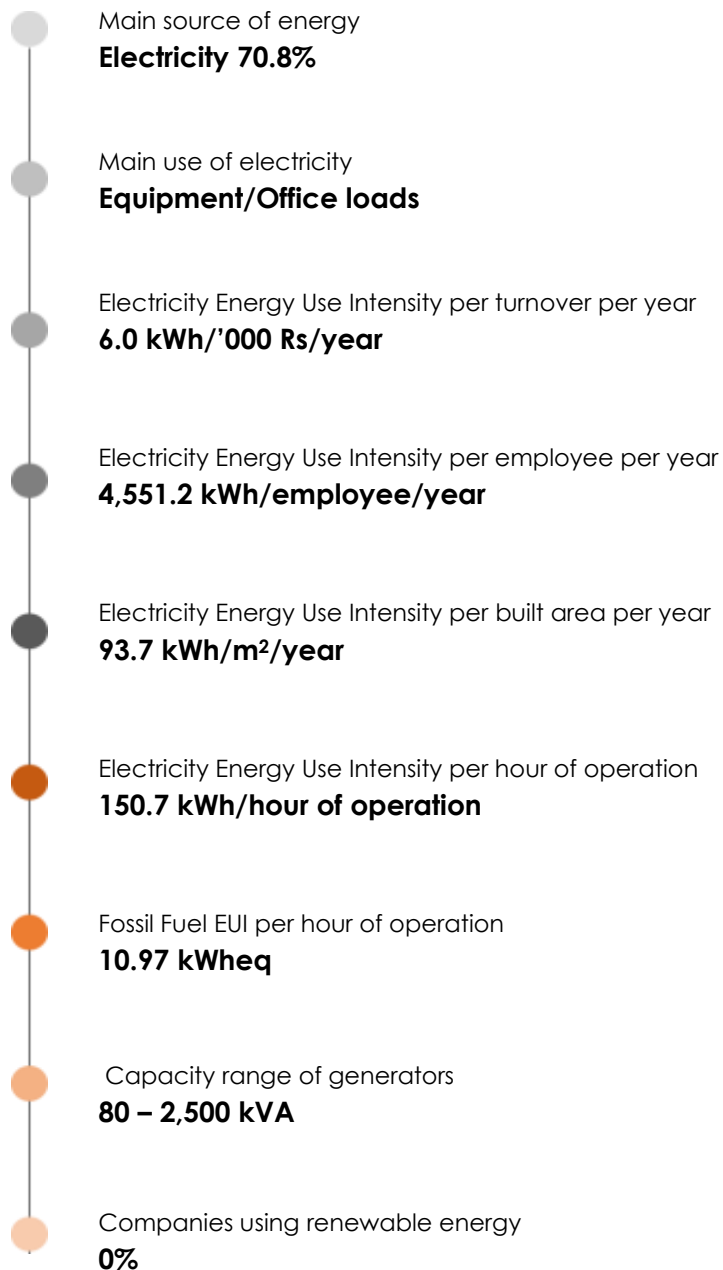 Main source of energy
Electricity 70.8%
Main use of electricity
Equipment/Office loads
Electricity Energy Use Intensity per turnover per year
6.0 kWh/’000 Rs/year
Electricity Energy Use Intensity per employee per year
4,551.2 kWh/employee/year
Electricity Energy Use Intensity per built area per year
93.7 kWh/m²/year
Electricity Energy Use Intensity per hour of operation
150.7 kWh/hour of operation
Fossil Fuel EUI per hour of operation
10.97 kWheq
Capacity range of generators
80 – 2,500 kVA
Companies using renewable energy
0%